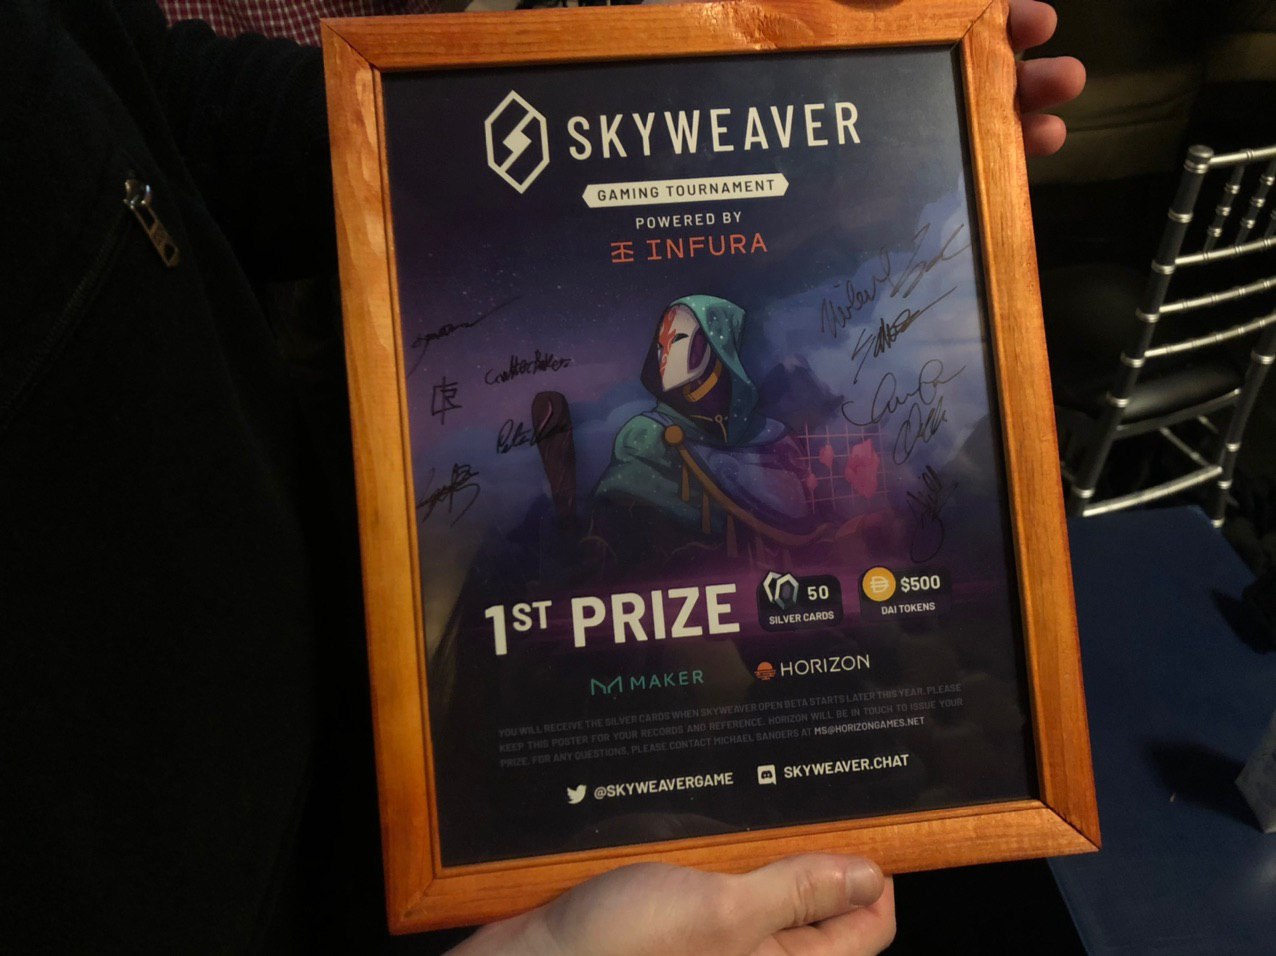 SKYWEAVER
GAMING TOURNAMENT
POWERED BY
INFURA
1ST PRIZE
50
SILVER CARDS
$500
DAI TOKENS
MAKER
HORIZON
YOU WILL RECEIVE THE SILVER CARDS WHEN SKYWEAVER OPEN BETA STARTS LATER THIS YEAR. PLEASE
KEEP THIS POSTER FOR YOUR RECORDS AND REFERENCE. HORIZON WILL BE IN TOUCH TO ISSUE YOUR
PRIZE. FOR ANY QUESTIONS, PLEASE CONTACT MICHAEL SANDERS AT MS@HORIZONGAMES.NET
@SKYWEAVERGAME
SKYWEAVER.CHAT